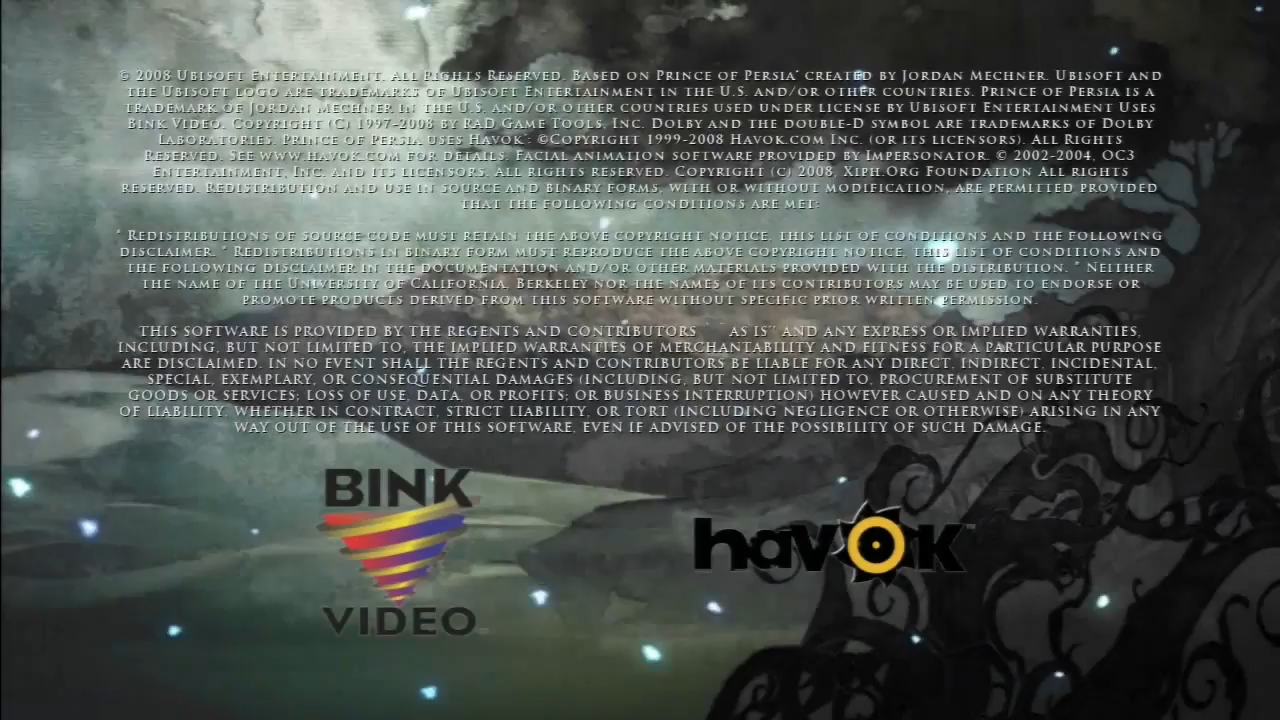 © 2008 Ubisoft Entertainment. All Rights Reserved. Based on Prince of Persia® created by Jordan Mechner. Ubisoft and
the Ubisoft logo are trademarks of Ubisoft Entertainment in the U.S. and/or other countries. Prince of Persia is a
trademark of Jordan Mechner in the U.S. and/or other countries used under license by Ubisoft Entertainment Uses
Bink Video. Copyright (C) 1997-2008 by RAD Game Tools, Inc. Dolby and the double-D symbol are trademarks of Dolby
Laboratories. Prince of Persia uses Havok®: ©Copyright 1999-2008 Havok.com Inc. (or its licensors). All Rights
Reserved. See www.havok.com for details. Facial animation software provided by Impersonator. © 2002-2004, OC3
Entertainment, Inc. and its licensors. All rights reserved. Copyright (c) 2008, Xiph.Org Foundation All rights
reserved. Redistribution and use in source and binary forms, with or without modification, are permitted provided
that the following conditions are met:
* Redistributions of source code must retain the above copyright notice, this list of conditions and the following
disclaimer. * Redistributions in binary form must reproduce the above copyright notice, this list of conditions and
the following disclaimer in the documentation and/or other materials provided with the distribution. * Neither
the name of the University of California, Berkeley nor the names of its contributors may be used to endorse or
promote products derived from this software without specific prior written permission.
THIS SOFTWARE IS PROVIDED BY THE REGENTS AND CONTRIBUTORS ``AS IS'' AND ANY EXPRESS OR IMPLIED WARRANTIES,
INCLUDING, BUT NOT LIMITED TO, THE IMPLIED WARRANTIES OF MERCHANTABILITY AND FITNESS FOR A PARTICULAR PURPOSE
ARE DISCLAIMED. IN NO EVENT SHALL THE REGENTS AND CONTRIBUTORS BE LIABLE FOR ANY DIRECT, INDIRECT, INCIDENTAL,
SPECIAL, EXEMPLARY, OR CONSEQUENTIAL DAMAGES (INCLUDING, BUT NOT LIMITED TO, PROCUREMENT OF SUBSTITUTE
GOODS OR SERVICES; LOSS OF USE, DATA, OR PROFITS; OR BUSINESS INTERRUPTION) HOWEVER CAUSED AND ON ANY THEORY
OF LIABILITY, WHETHER IN CONTRACT, STRICT LIABILITY, OR TORT (INCLUDING NEGLIGENCE OR OTHERWISE) ARISING IN ANY
WAY OUT OF THE USE OF THIS SOFTWARE, EVEN IF ADVISED OF THE POSSIBILITY OF SUCH DAMAGE.
BINK
VIDEO
havok